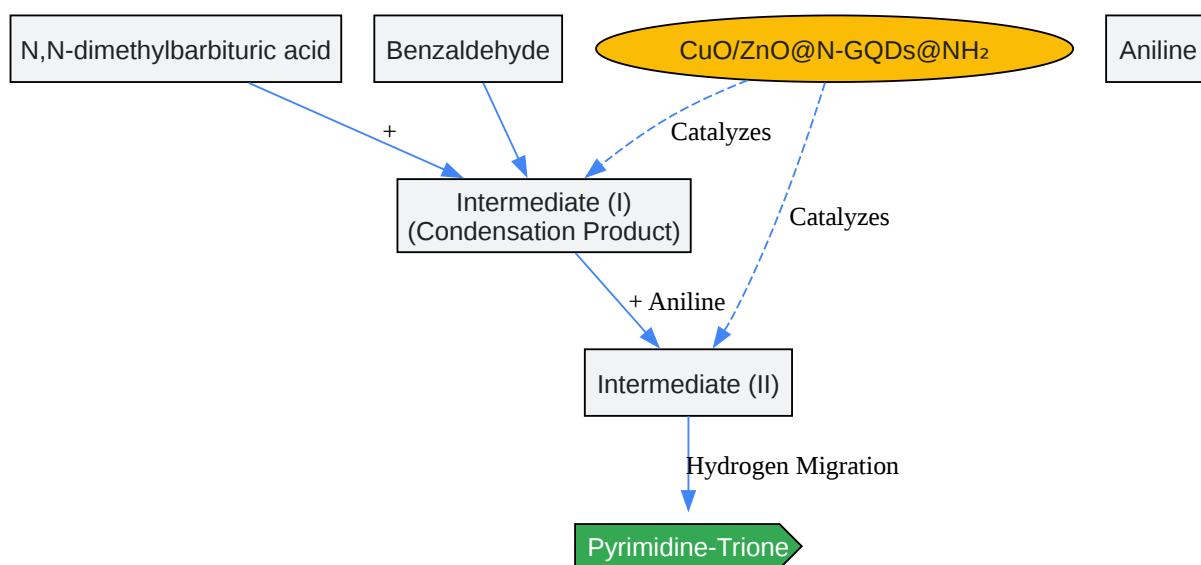 N,N-dimethylbarbituric acid
Benzaldehyde
CuO/ZnO@N-GQDs@NH₂
Aniline
+
Catalyzes
Intermediate (I)
(Condensation Product)
Catalyzes
+ Aniline
Intermediate (II)
Hydrogen Migration
Pyrimidine-Trione